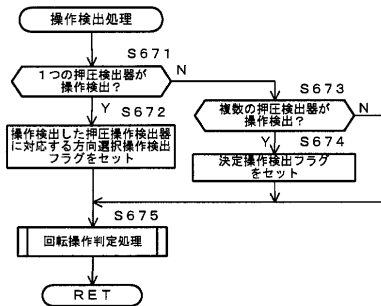 操作検出処理
S671
1つの押圧検出器が
操作検出?
N
Y
S672
操作検出した押圧操作検出器
に対応する方向選択操作検出
フラグをセット
S673
複数の押圧検出器が
操作検出?
N
Y
S674
決定操作検出フラグ
をセット
S675
回転操作判定処理
RET